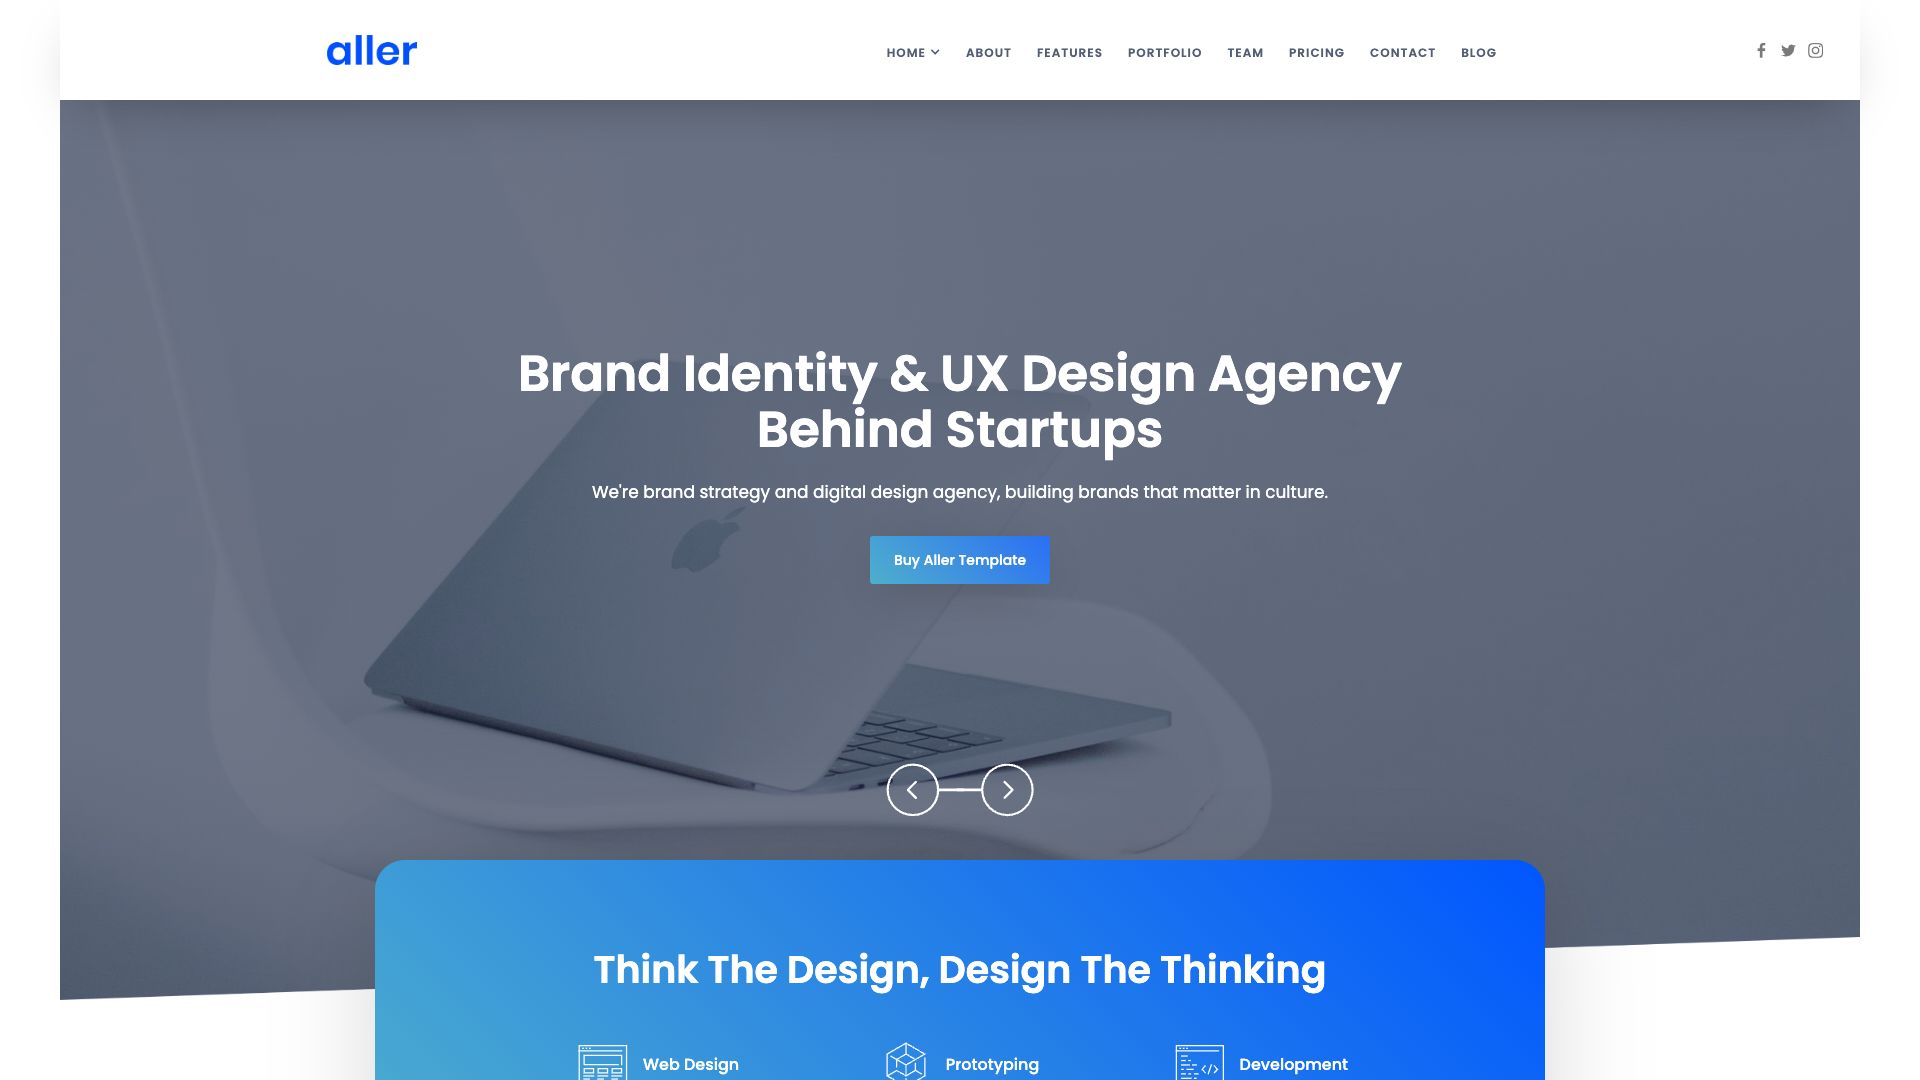 aller
HOME ABOUT FEATURES PORTFOLIO TEAM PRICING CONTACT BLOG
Brand Identity & UX Design Agency
Behind Startups
We're brand strategy and digital design agency, building brands that matter in culture.
Buy Aller Template
Think The Design, Design The Thinking
Web Design
Prototyping
Development